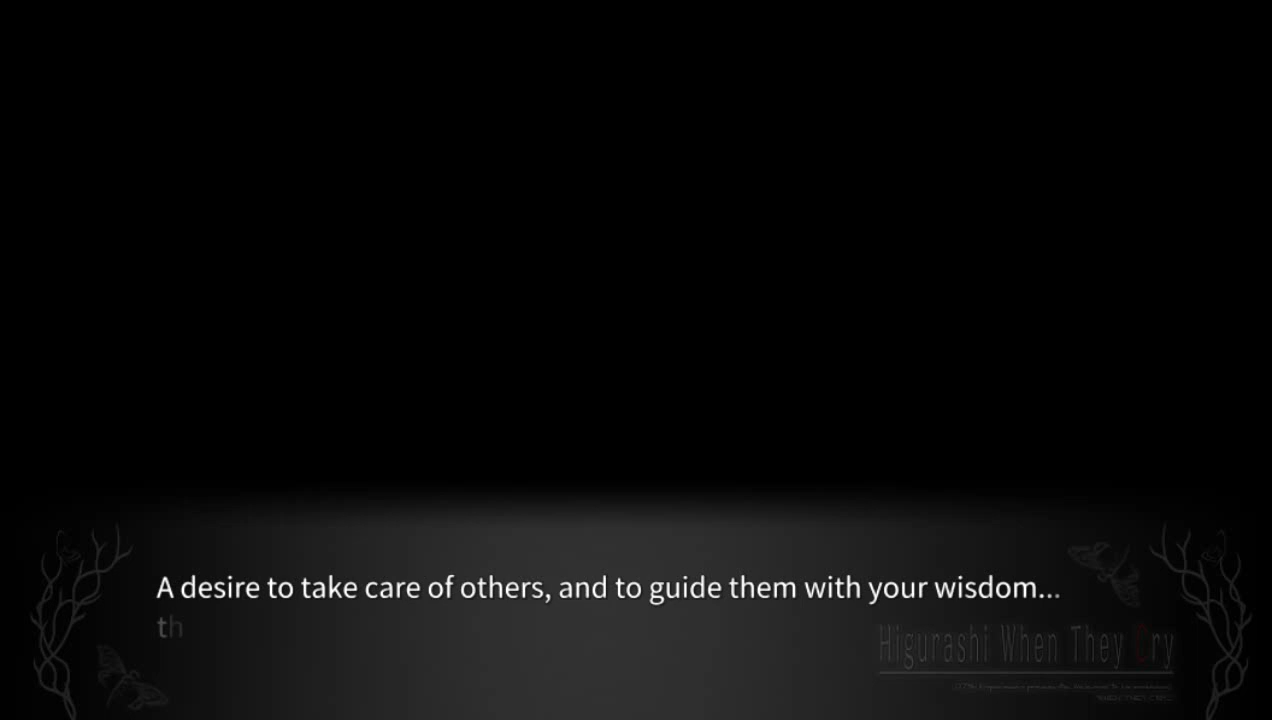 A desire to take care of others, and to guide them with your wisdom...
th
Higurashi When They Cry